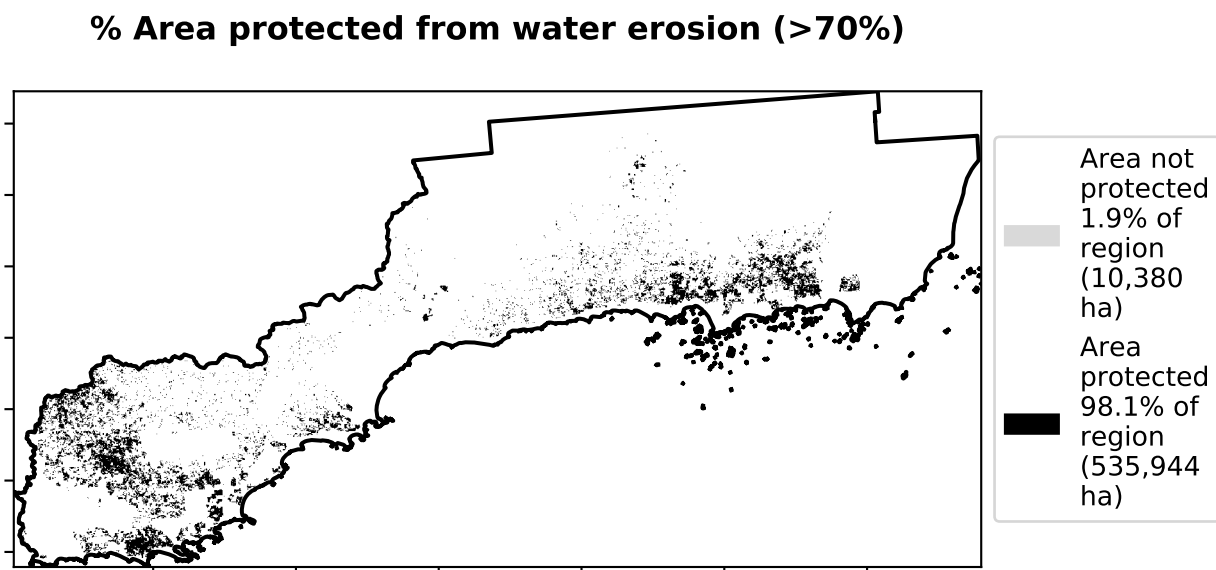 % Area protected from water erosion (>70%)
Area not
protected
1.9% of
region
(10,380
ha)
Area
protected
98.1% of
region
(535,944
ha)